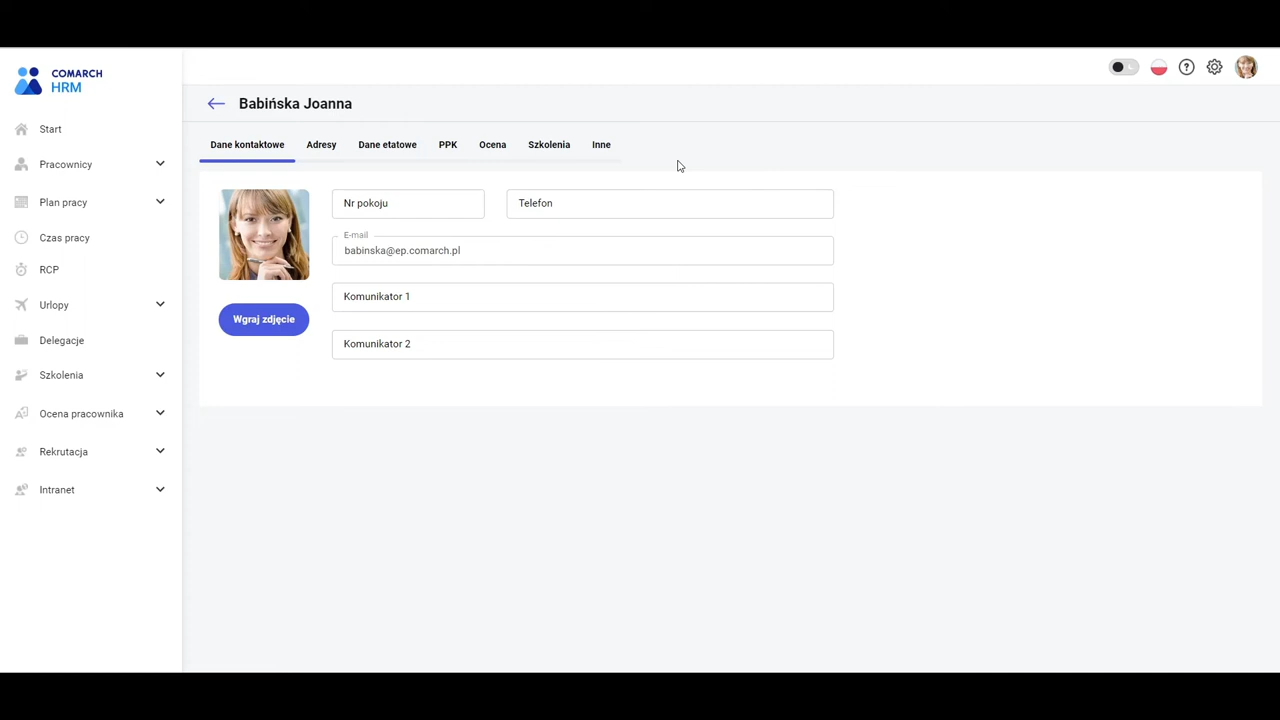 COMARCH
HRM
Start
Pracownicy
Plan pracy
Czas pracy
RCP
Urlopy
Delegacje
Szkolenia
Ocena pracownika
Rekrutacja
Intranet
Babińska Joanna
Dane kontaktowe Adresy Dane etatowe PPK Ocena Szkolenia Inne
Nr pokoju Telefon
E-mail
babinska@ep.comarch.pl
Komunikator 1
Wgraj zdjęcie
Komunikator 2